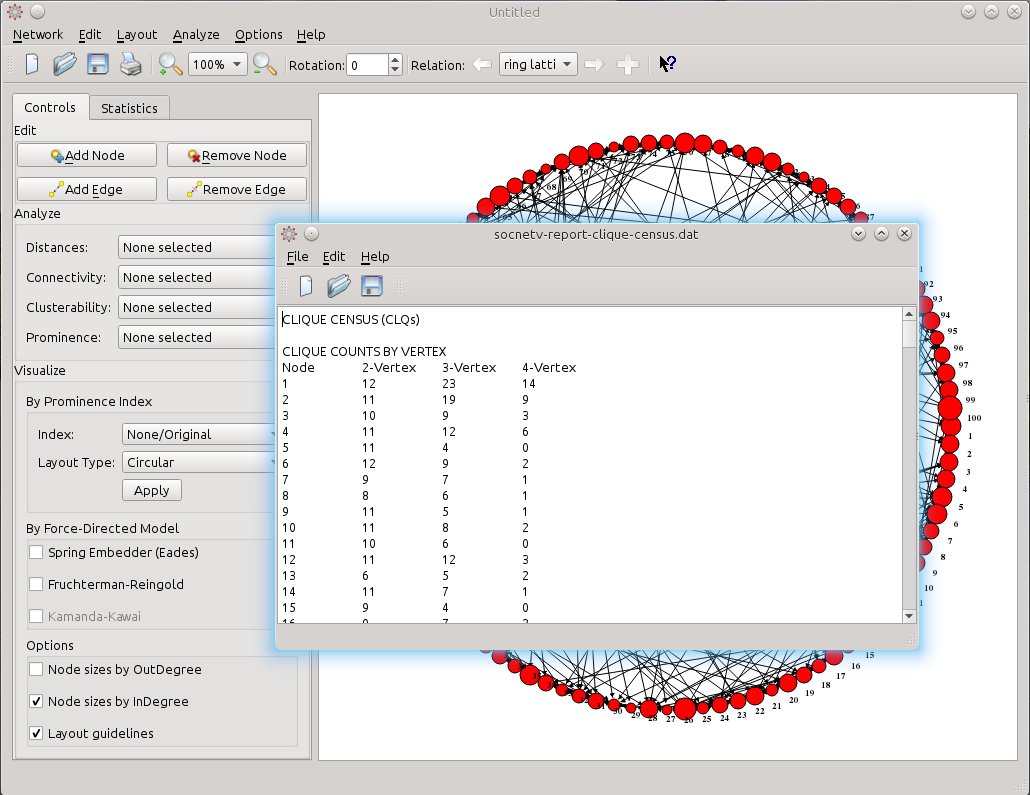 Untitled
Network Edit Layout Analyze Options Help
100% Rotation: 0 Relation: ring latti
Controls Statistics
Edit
Add Node Remove Node
Add Edge Remove Edge
Analyze
Distances: None selected
Connectivity: None selected
Clusterability: None selected
Prominence: None selected
Visualize
By Prominence Index
Index: None/Original
Layout Type: Circular
Apply
By Force-Directed Model
Spring Embedder (Eades)
Fruchterman-Reingold
Kamanda-Kawai
Options
Node sizes by OutDegree
Node sizes by InDegree
Layout guidelines
socnetv-report-clique-census.dat
File Edit Help
CLIQUE CENSUS (CLQs)
CLIQUE COUNTS BY VERTEX
Node 2-Vertex 3-Vertex 4-Vertex
1 12 23 14
2 11 19 9
3 10 9 3
4 11 12 6
5 11 4 0
6 12 9 2
7 9 7 1
8 8 6 1
9 11 5 1
10 11 8 2
11 10 6 0
12 11 12 3
13 6 5 2
14 11 7 1
15 9 4 0
92
93
94
95
96
97
98
99
100
1
2
3
4
5
6
7
8
9
10
15
16
17
18
19
20
21
22
23
24
25
26
27
28
29
30
68